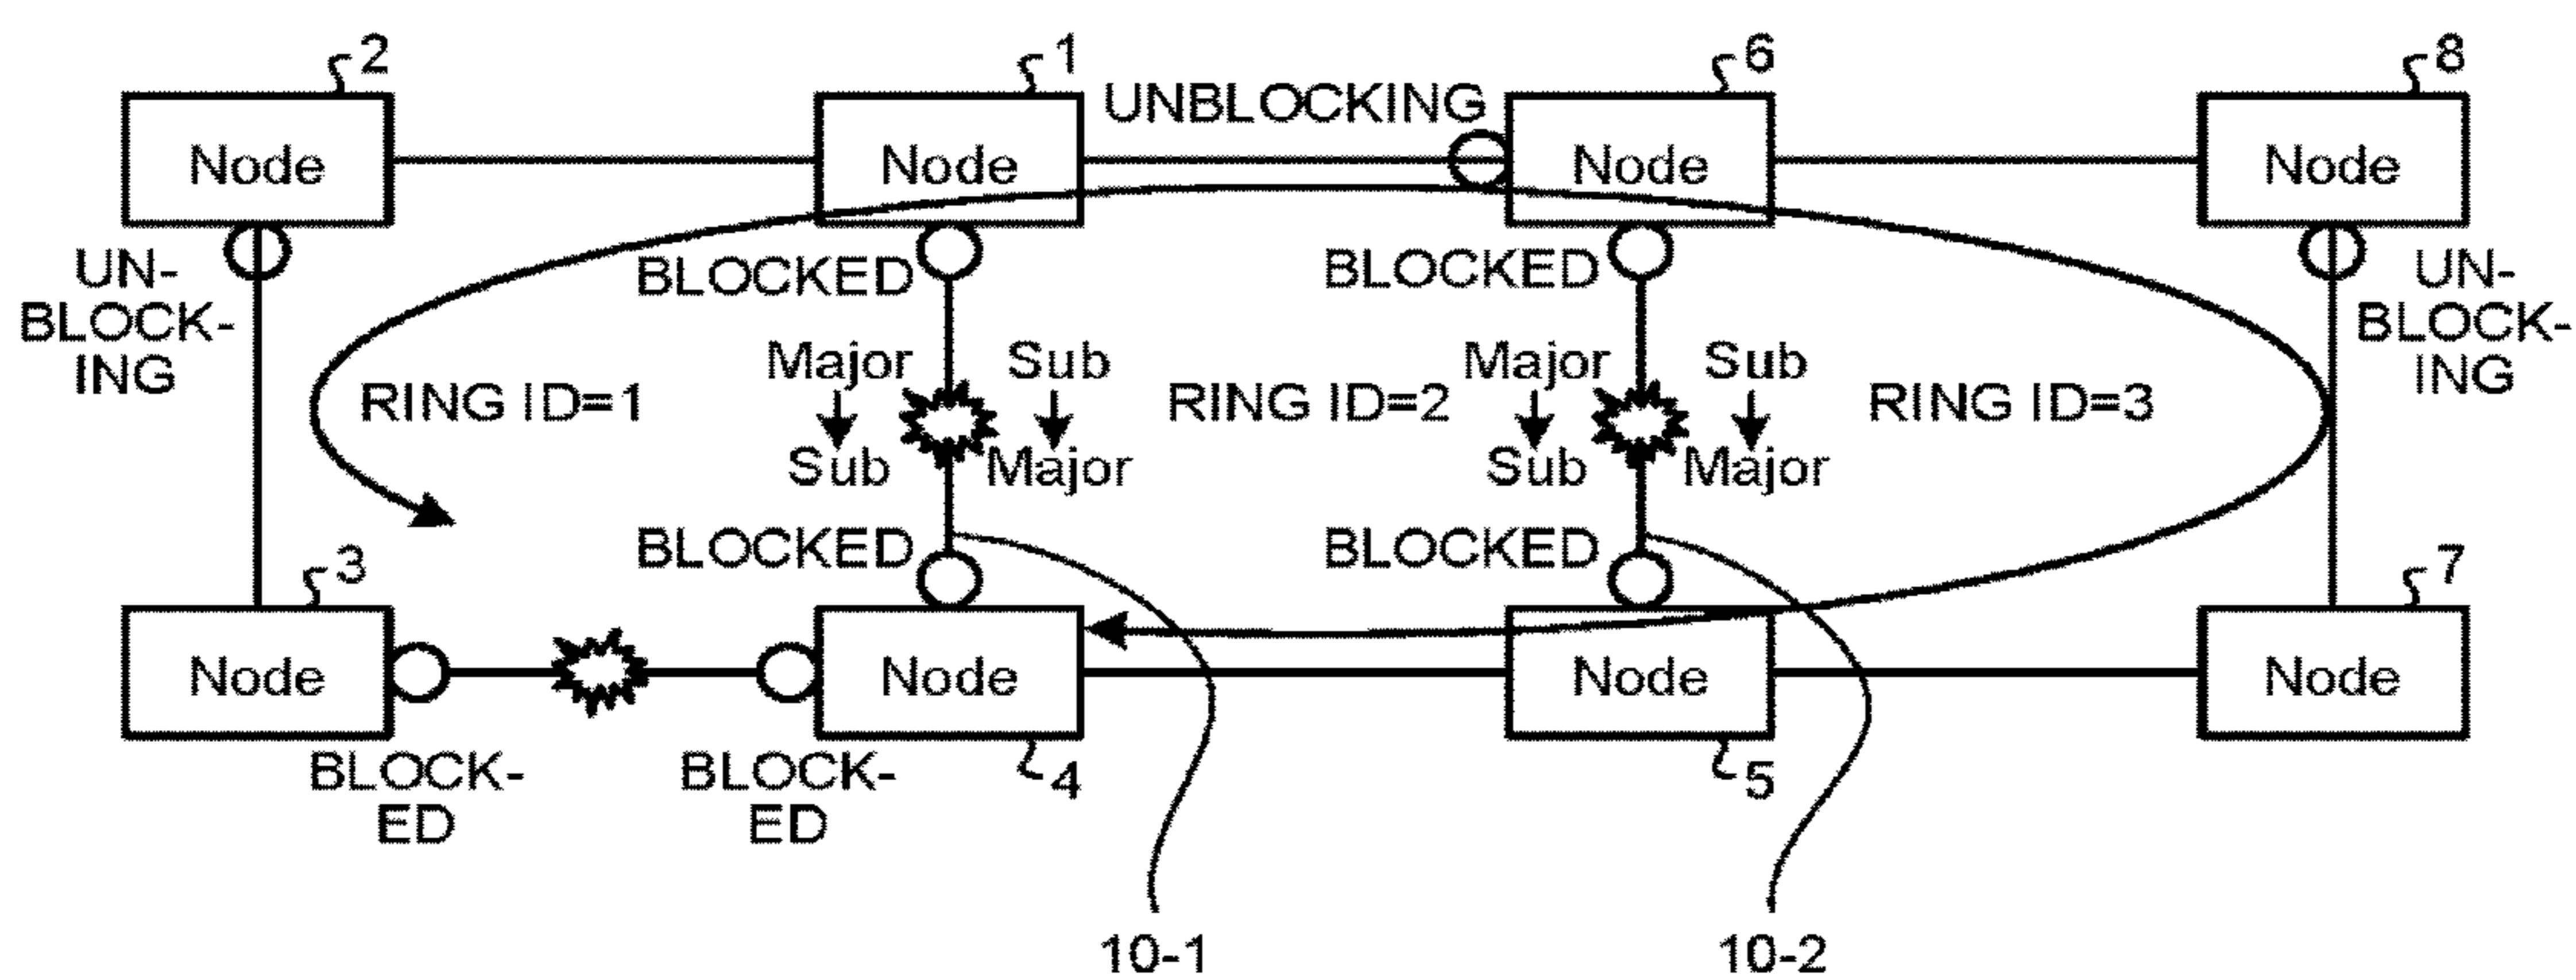 2
1
6
8
UNBLOCKING
Node
Node
Node
Node
UN-
BLOCK-
ING
BLOCKED
BLOCKED
UN-
BLOCK-
ING
Major
Sub
Major
Sub
RING ID=1
RING ID=2
RING ID=3
Sub
Major
Sub
Major
BLOCKED
BLOCKED
3
7
Node
Node
Node
Node
BLOCK-
ED
BLOCK-
ED
4
5
10-1
10-2